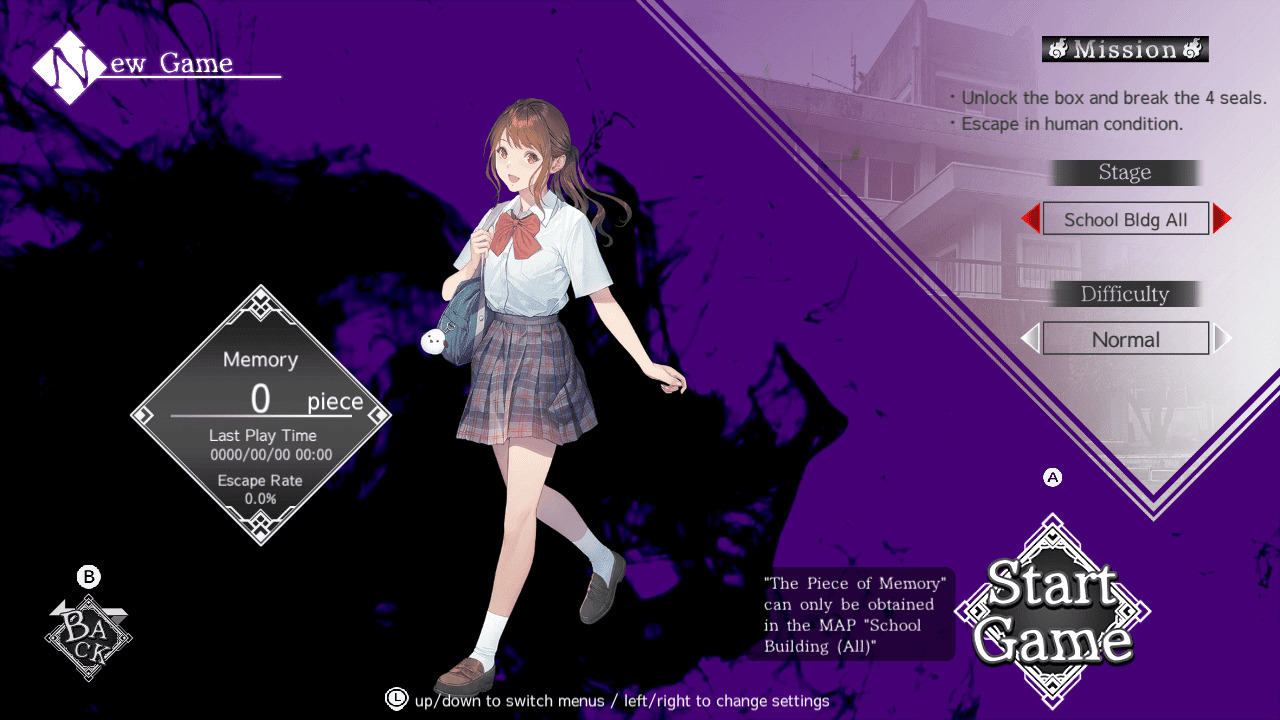 New Game
Mission
・Unlock the box and break the 4 seals.
・Escape in human condition.
Stage
School Bldg All
Difficulty
Normal
Memory
0 piece
Last Play Time
0000/00/00 00:00
Escape Rate
0.0%
A
Start
Game
B
BACK
"The Piece of Memory"
can only be obtained
in the MAP "School
Building (All)"
L up/down to switch menus / left/right to change settings